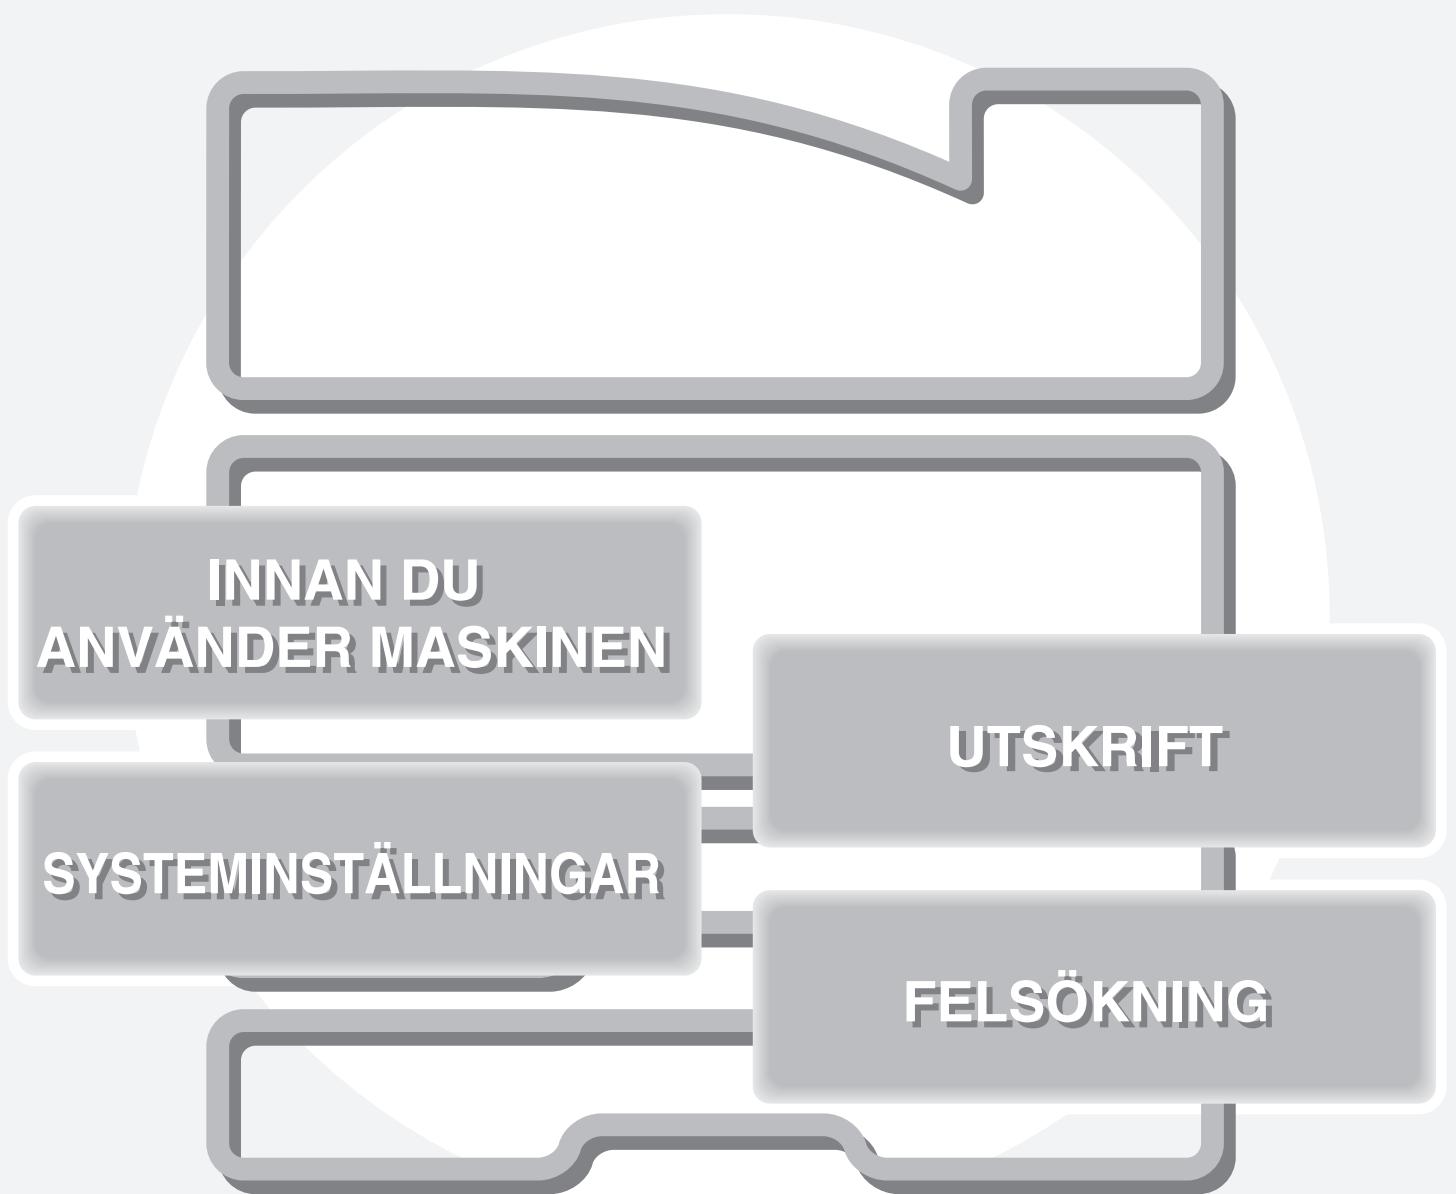 INNAN DU
ANVÄNDER MASKINEN
UTSKRIFT
SYSTEMINSTÄLLNINGAR
FELSÖKNING